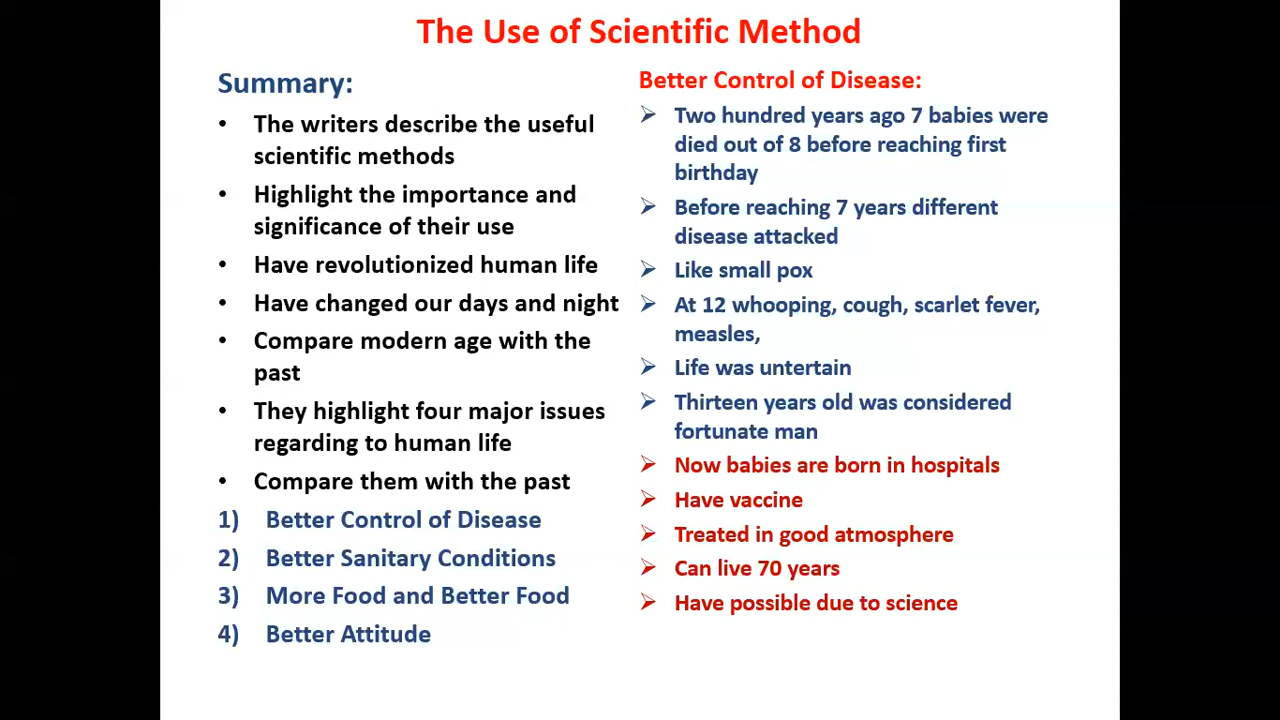 The Use of Scientific Method
Summary:
• The writers describe the useful
scientific methods
• Highlight the importance and
significance of their use
• Have revolutionized human life
• Have changed our days and night
• Compare modern age with the
past
• They highlight four major issues
regarding to human life
• Compare them with the past
1) Better Control of Disease
2) Better Sanitary Conditions
3) More Food and Better Food
4) Better Attitude
Better Control of Disease:
➢ Two hundred years ago 7 babies were
died out of 8 before reaching first
birthday
➢ Before reaching 7 years different
disease attacked
➢ Like small pox
➢ At 12 whooping, cough, scarlet fever,
measles,
➢ Life was untertain
➢ Thirteen years old was considered
fortunate man
➢ Now babies are born in hospitals
➢ Have vaccine
➢ Treated in good atmosphere
➢ Can live 70 years
➢ Have possible due to science